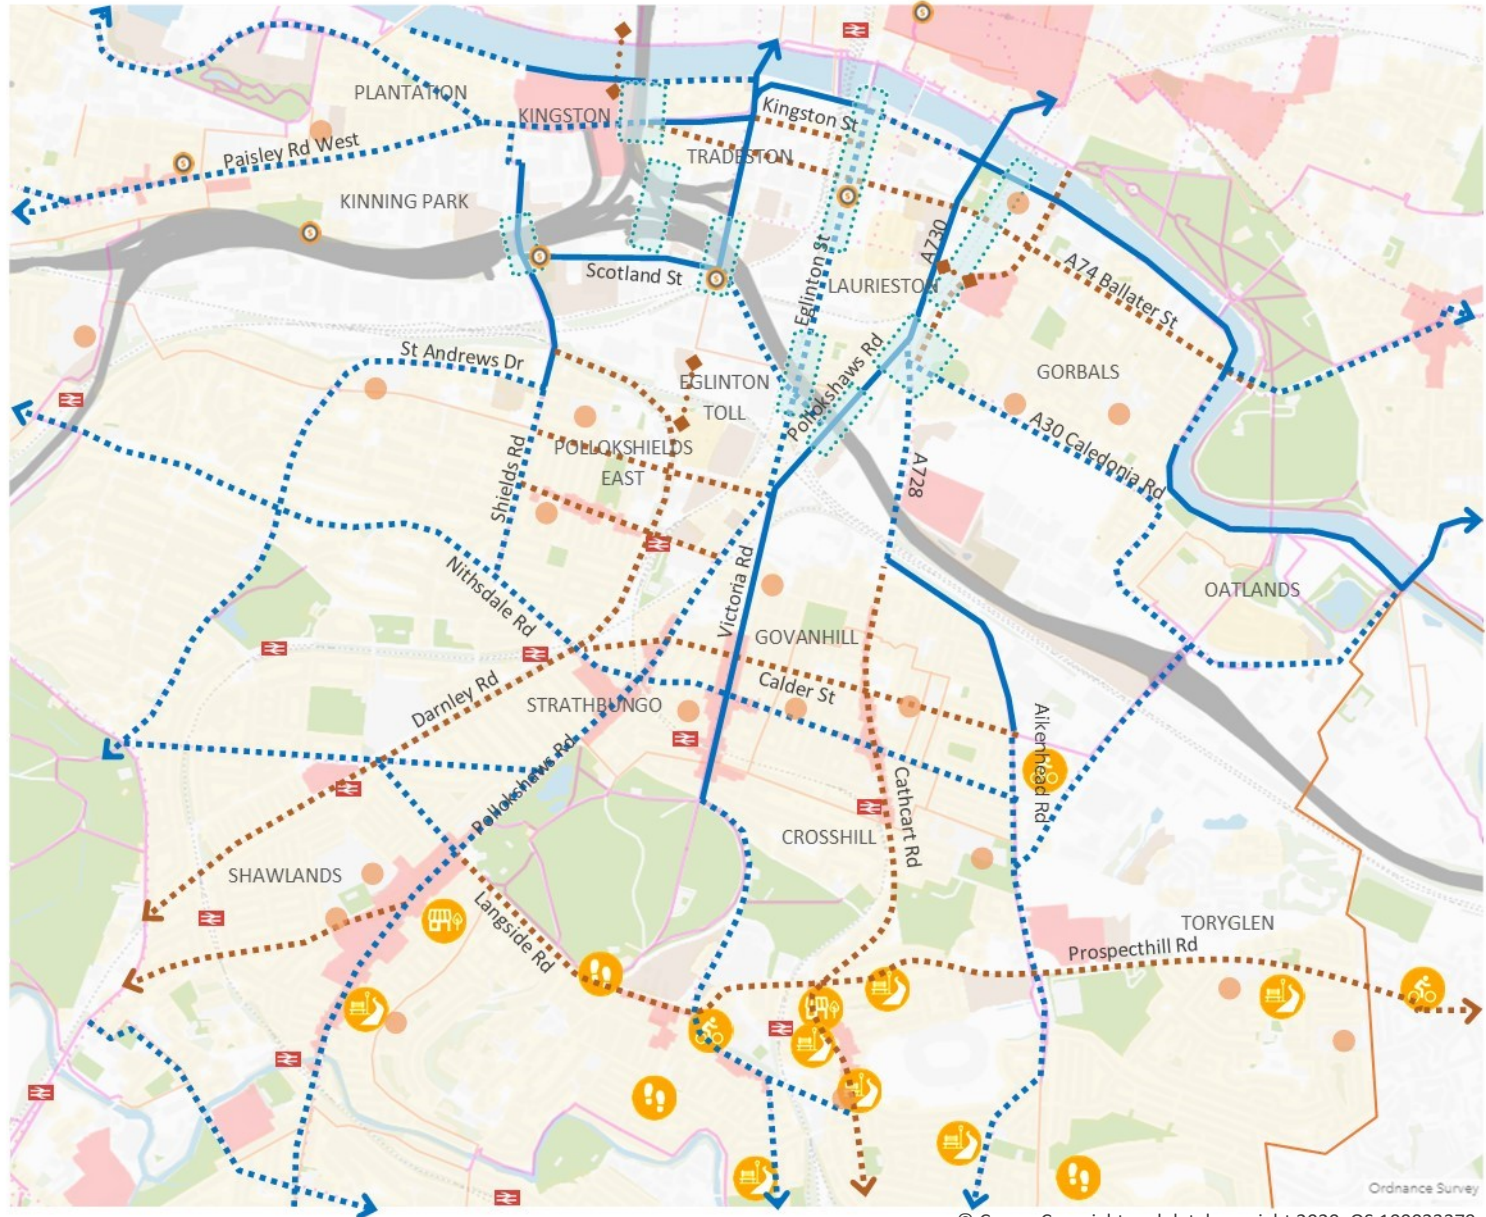 PLANTATION
KINGSTON
Kingston St
Paisley Rd West
TRADESTON
KINNING PARK
A730
Scotland St
Eglinton St
LAURIESTON
A74 Ballater St
St Andrews Dr
EGLINTON
TOLL
Pollokshaws Rd
GORBALS
POLLOKSHIELDS
EAST
Shields Rd
A728
A30 Caledonia Rd
Nithsdale Rd
Victoria Rd
OATLANDS
GOVANHILL
Darnley Rd
STRATHBUNGO
Calder St
Aikenhead Rd
Pollokshaws Rd
Cathcart Rd
CROSSHILL
SHAWLANDS
Langside Rd
TORYGLEN
Prospecthill Rd
Ordnance Survey